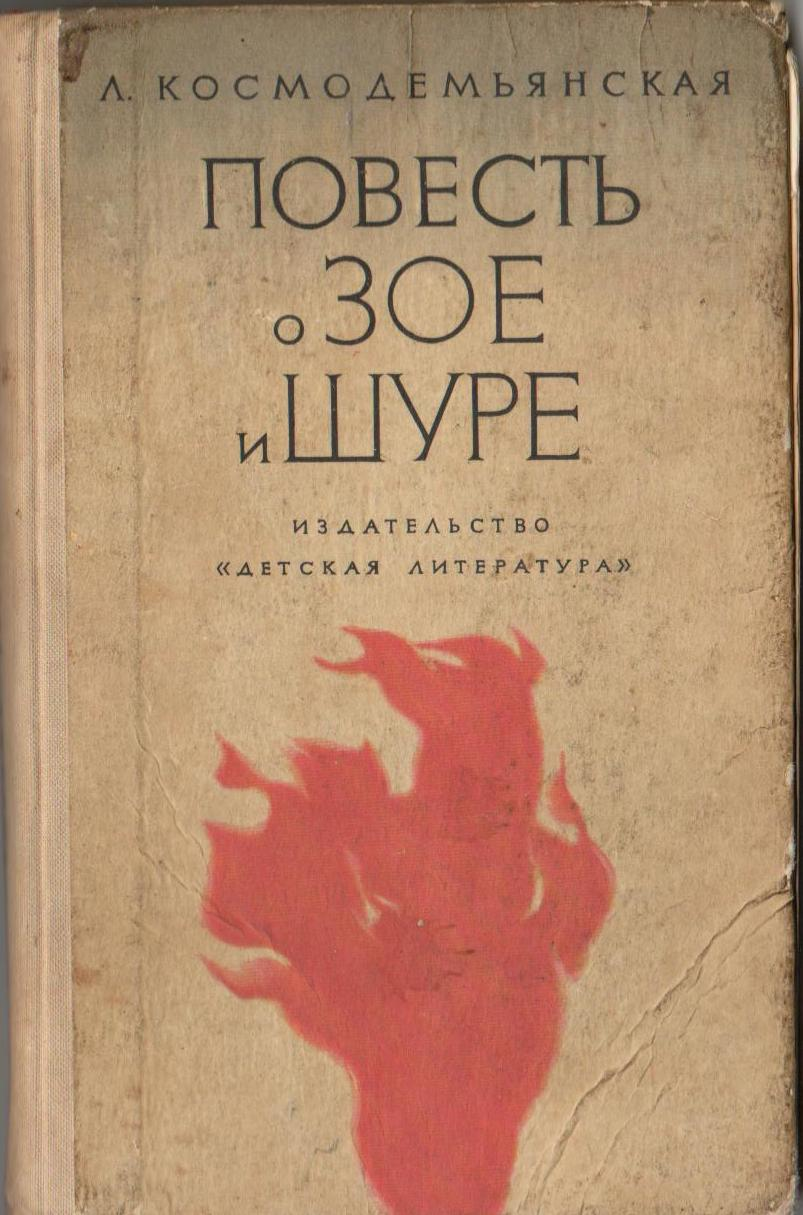 Л. КОСМОДЕМЬЯНСКАЯ
ПОВЕСТЬ
о ЗОЕ
и ШУРЕ
ИЗДАТЕЛЬСТВО
«ДЕТСКАЯ ЛИТЕРАТУРА»